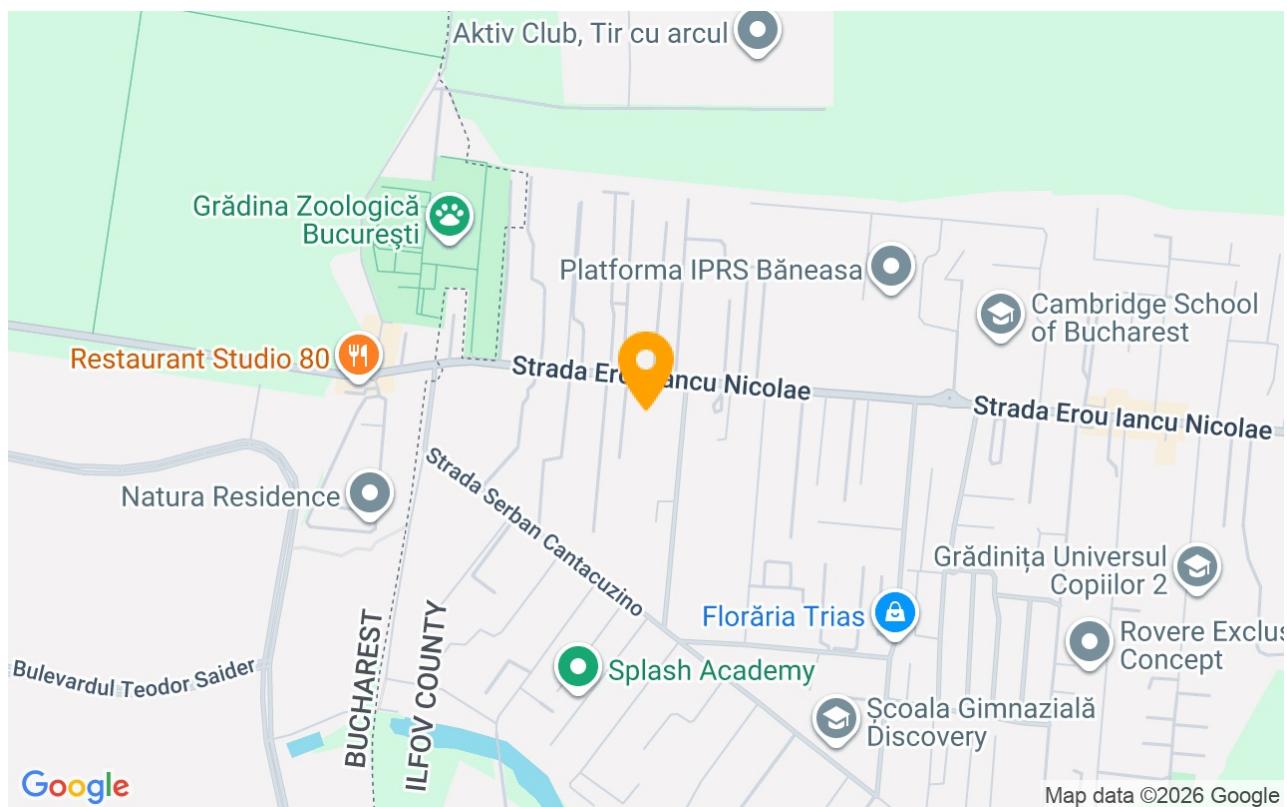 Aktiv Club, Tir cu arcul
Grădina Zoologică
Bucureşti
Platforma IPRS Băneasa
Cambridge School
of Bucharest
Restaurant Studio 80
Strada Erou Iancu Nicolae
Strada Erou Iancu Nicolae
Natura Residence
Strada Serban Cantacuzino
Grădinița Universul
Copiilor 2
Florăria Trias
Rovere Exclus
Concept
Splash Academy
Bulevardul Teodor Saider
BUCHAREST
ILFOV COUNTY
Școala Gimnazială
Discovery
Google
Map data ©2026 Google